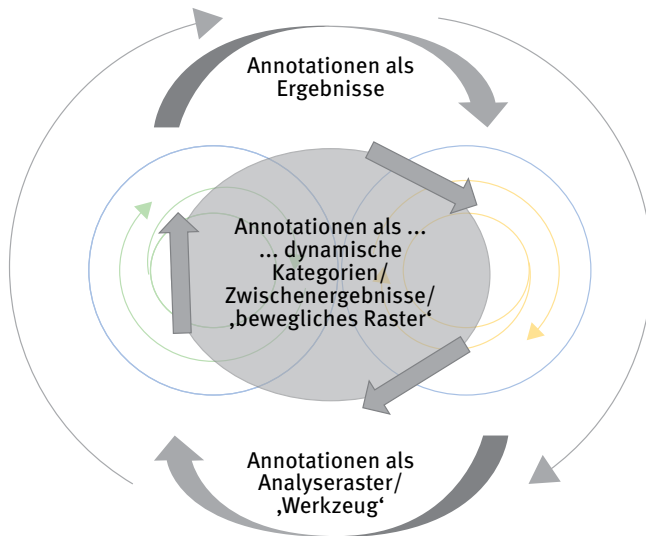 Annotationen als
Ergebnisse
Annotationen als ...
... dynamische
Kategorien/
Zwischenergebnisse/
‚bewegliches Raster‘
Annotationen als
Analyseraster/
‚Werkzeug‘